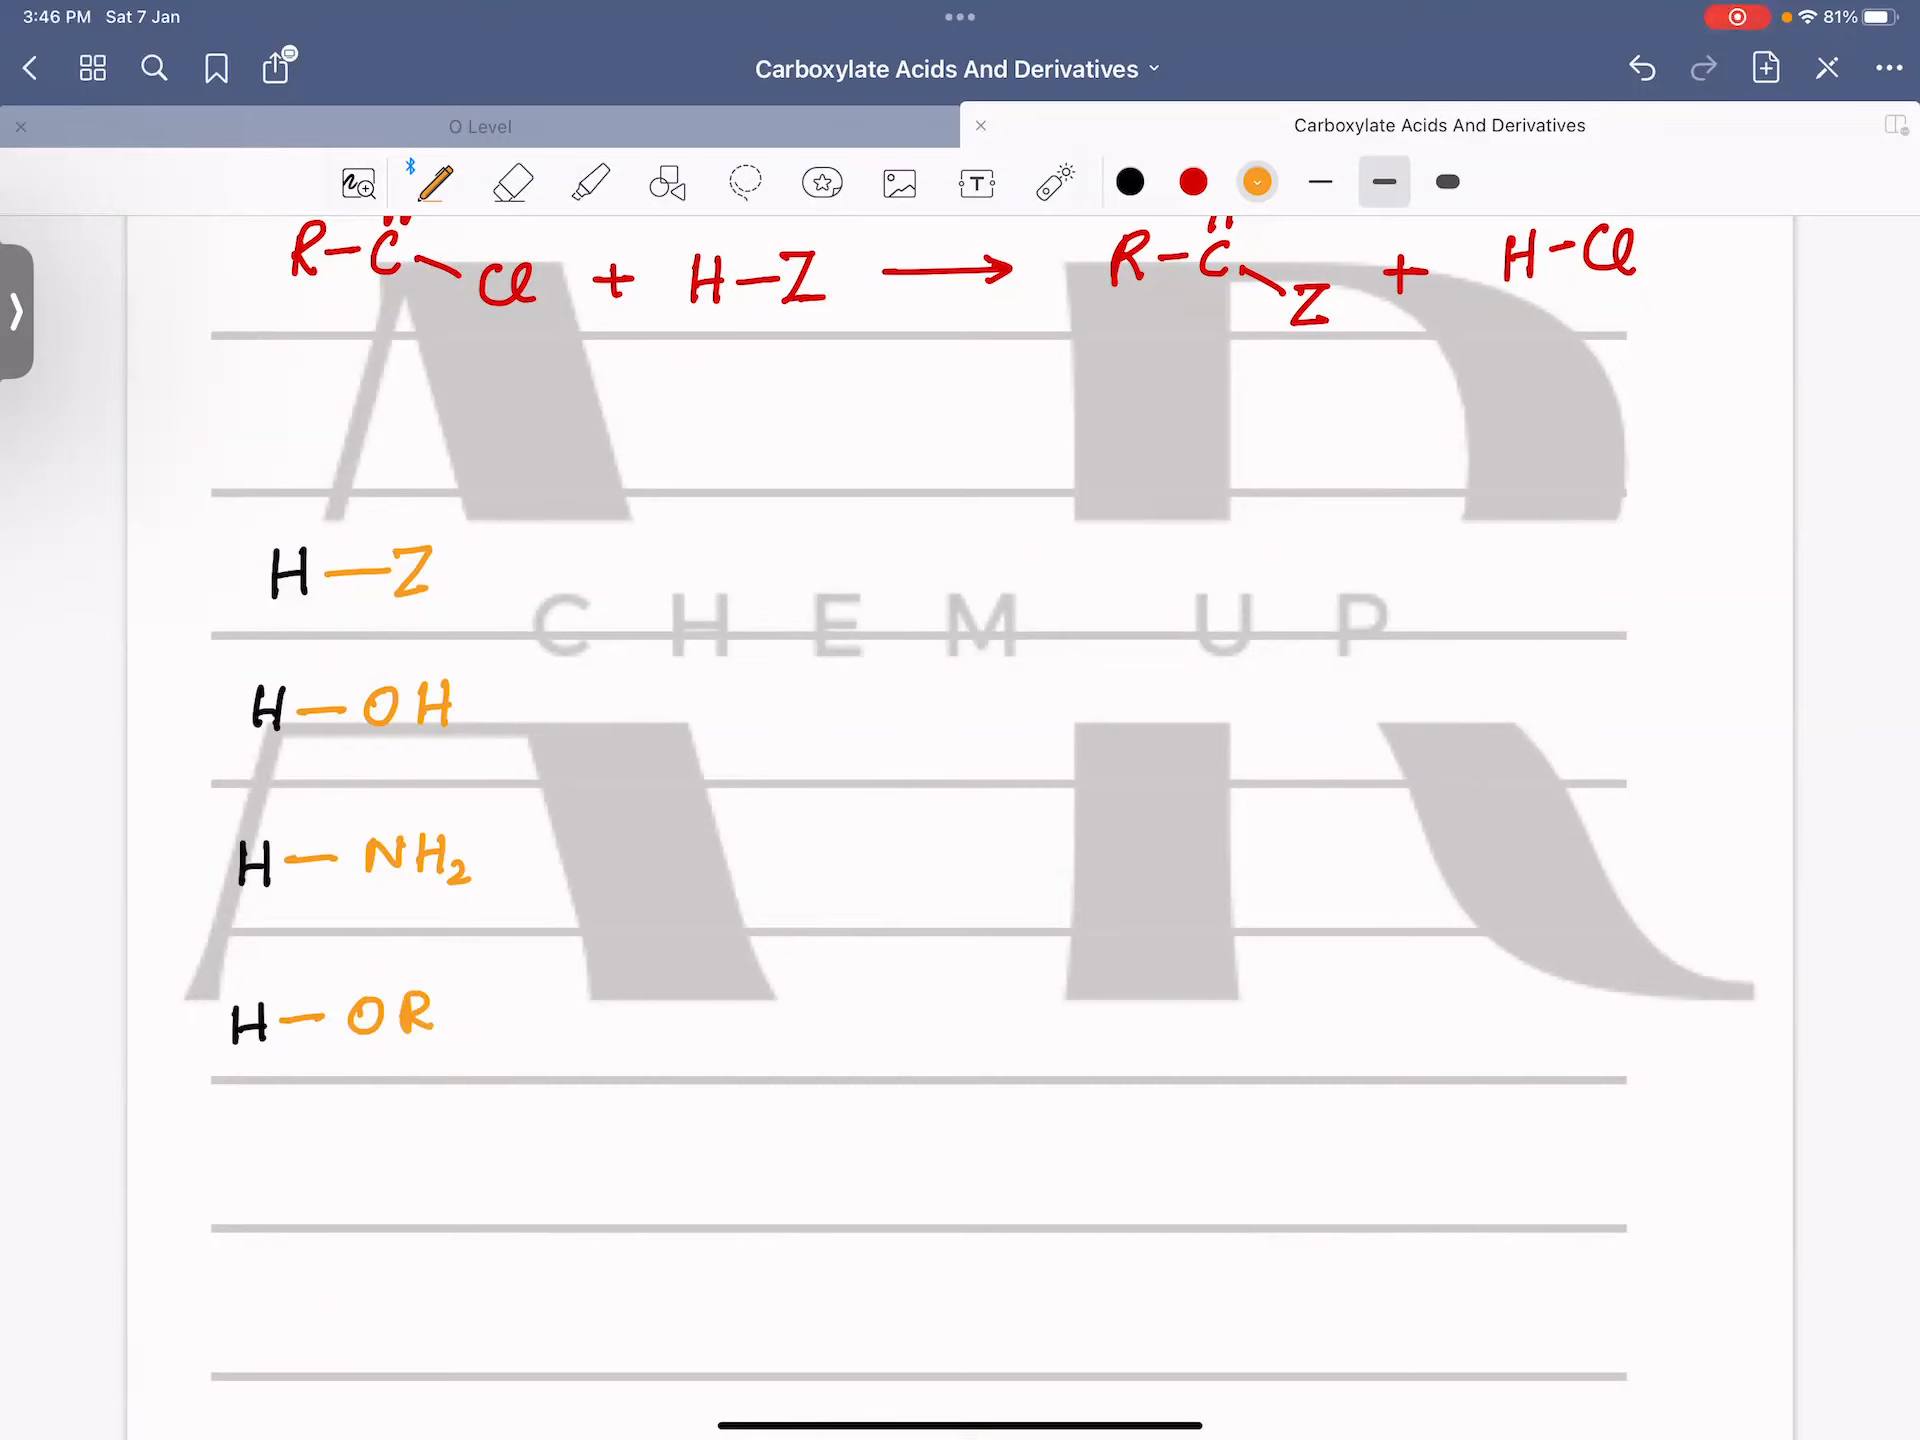 3:46 PM Sat 7 Jan
81%
Carboxylate Acids And Derivatives
O Level
Carboxylate Acids And Derivatives
T
R-C-Cl + H-Z → R-C-Z + H-Cl
H-Z
CHEM UP
H-OH
H-NH₂
H-OR